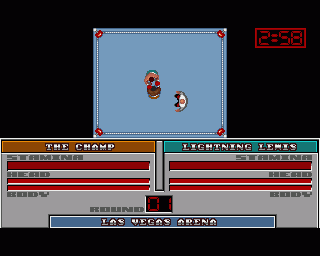 2:58
THE CHAMP
LIGHTNING LEWIS
STAMINA
STAMINA
HEAD
HEAD
BODY
BODY
ROUND 01
LAS VEGAS ARENA